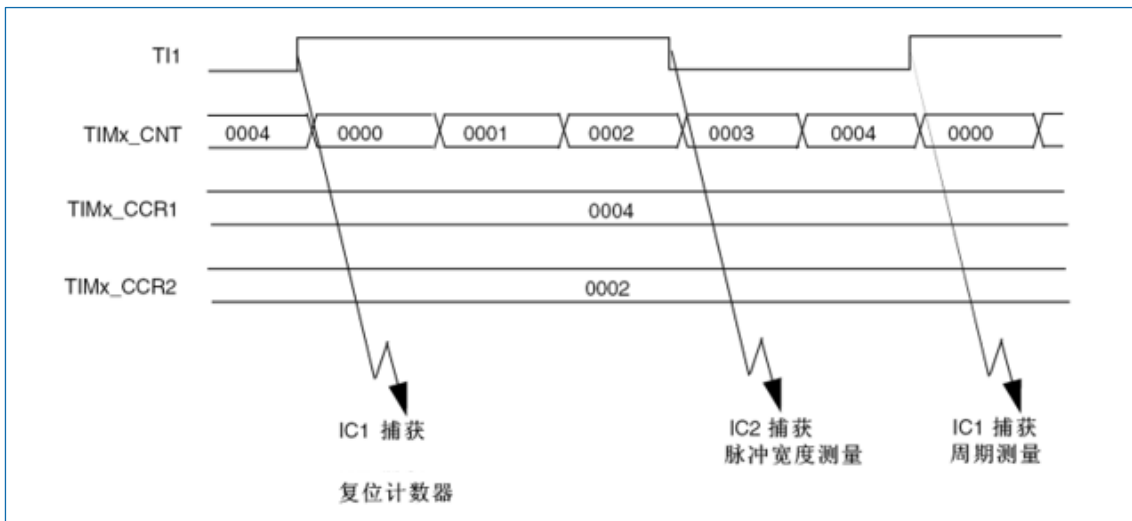 TI1
TIMx_CNT 0004 0000 0001 0002 0003 0004 0000
TIMx_CCR1 0004
TIMx_CCR2 0002
IC1 捕获
复位计数器
IC2 捕获
脉冲宽度测量
IC1 捕获
周期测量